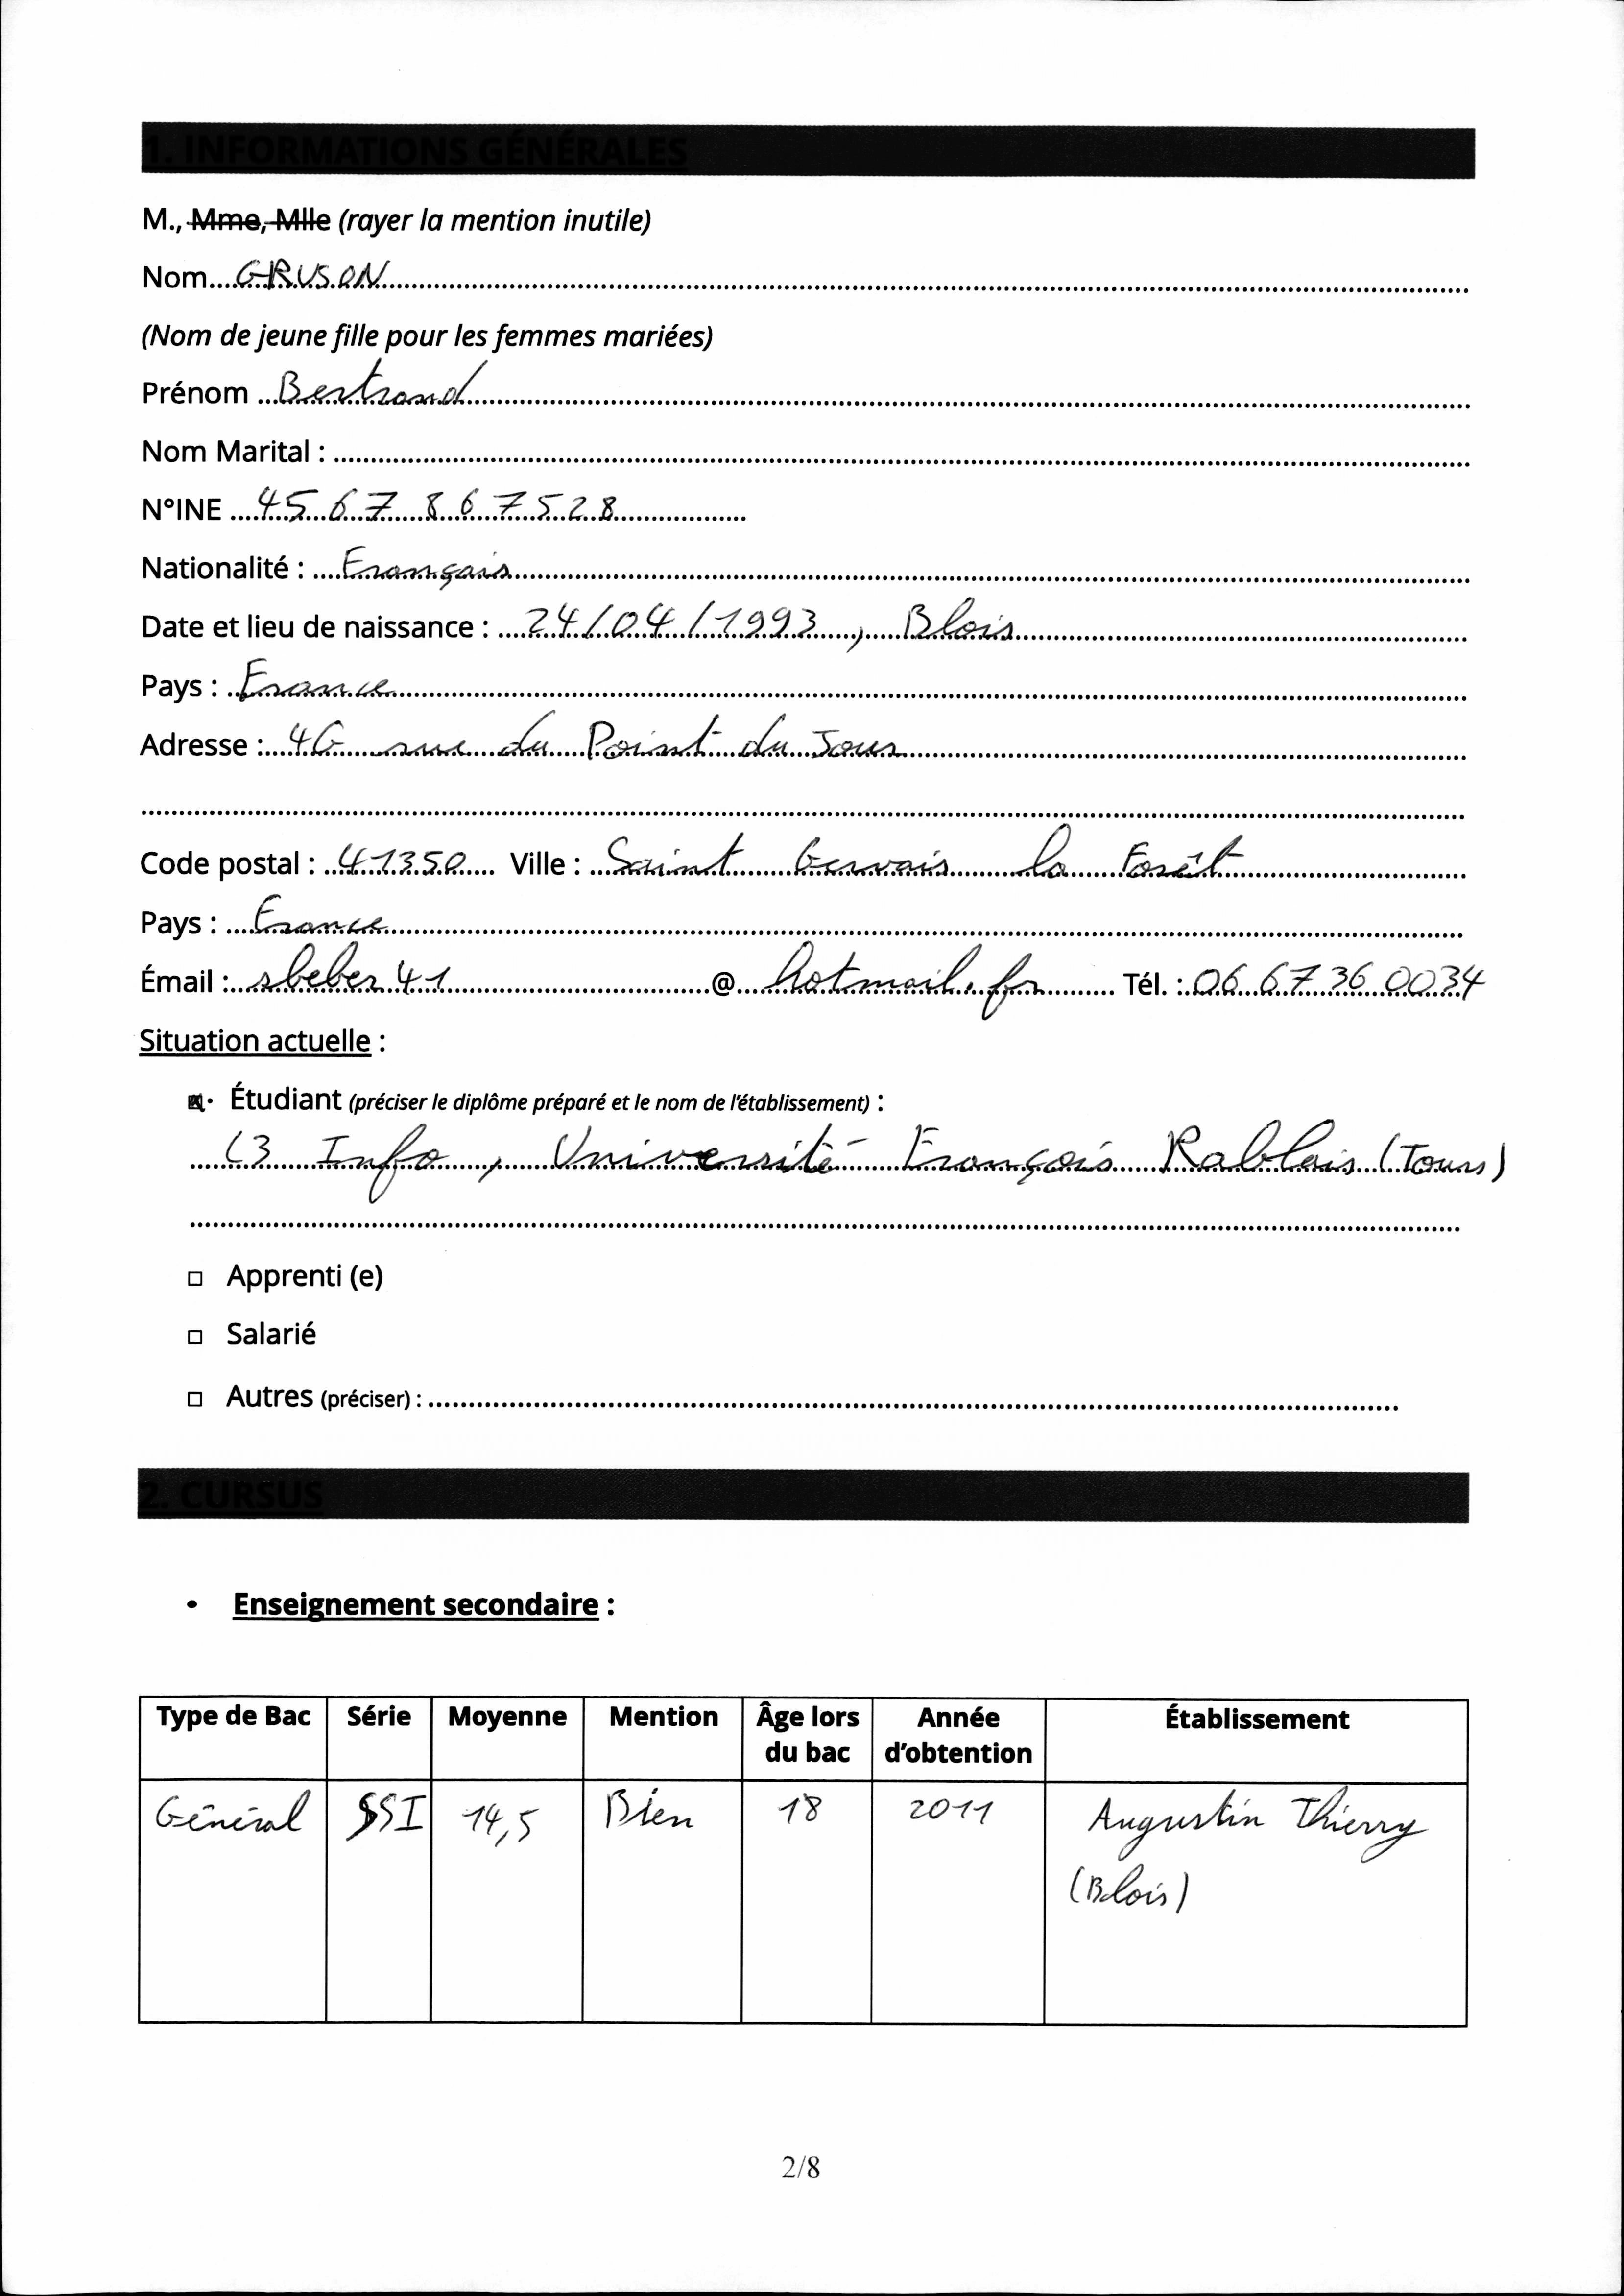 1. INFORMATIONS GÉNÉRALES
M., Mme, Mlle (rayer la mention inutile)
Nom....GRUSON
(Nom de jeune fille pour les femmes mariées)
Prénom ...Bertrand
Nom Marital :
N°INE ....45 67 8 6 7 5 2 8
Nationalité : ....Français
Date et lieu de naissance : ....24/04/1993, Blois
Pays : ..France
Adresse :...4G rue du Point du Jour
Code postal : ...41350.... Ville : ...Saint Gervais la Forêt
Pays : ....France
Émail :..sbeber41 @ hotmail.fr Tél. :.06 67 36 0034
Situation actuelle :
Étudiant (préciser le diplôme préparé et le nom de l'établissement) :
L3 Info, Université François Rablais (Tours)
Apprenti (e)
Salarié
Autres (préciser) :
2. CURSUS
• Enseignement secondaire :
Type de Bac Série Moyenne Mention Âge lors du bac Année d'obtention Établissement
Général SSI 14,5 Bien 18 2011 Augustin Thierry
(Blois)
2/8